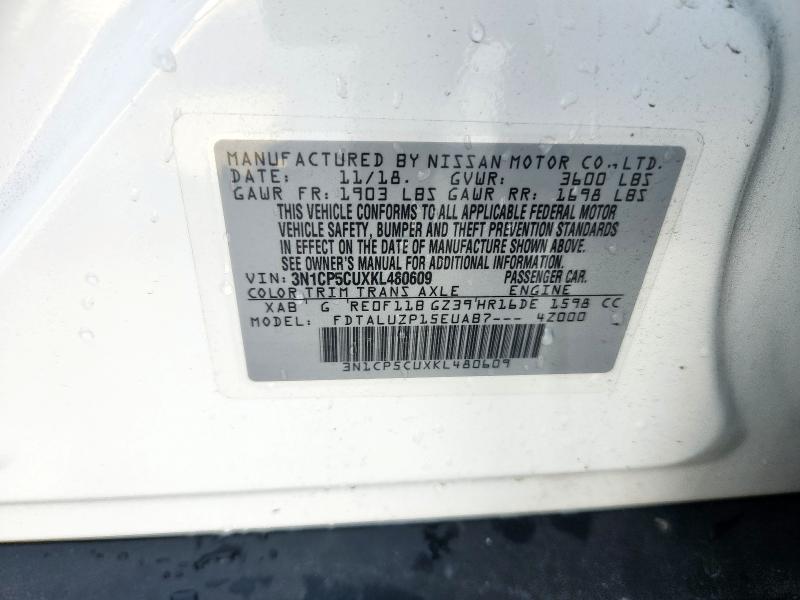 MANUFACTURED BY NISSAN MOTOR CO., LTD.
DATE: 11/18. GVWR: 3600 LBS
GAWR FR: 1903 LBS GAWR RR: 1698 LBS
THIS VEHICLE CONFORMS TO ALL APPLICABLE FEDERAL MOTOR
VEHICLE SAFETY, BUMPER AND THEFT PREVENTION STANDARDS
IN EFFECT ON THE DATE OF MANUFACTURE SHOWN ABOVE.
SEE OWNER'S MANUAL FOR ADDITIONAL INFORMATION.
VIN: 3N1CP5CUXKL480609 PASSENGER CAR.
COLOR TRIM TRANS AXLE ENGINE
XAB G RE0F11B GZ39 HR16DE 1598 CC
MODEL: FDTALUZP15EUAB7--- 4Z000
3N1CP5CUXKL480609